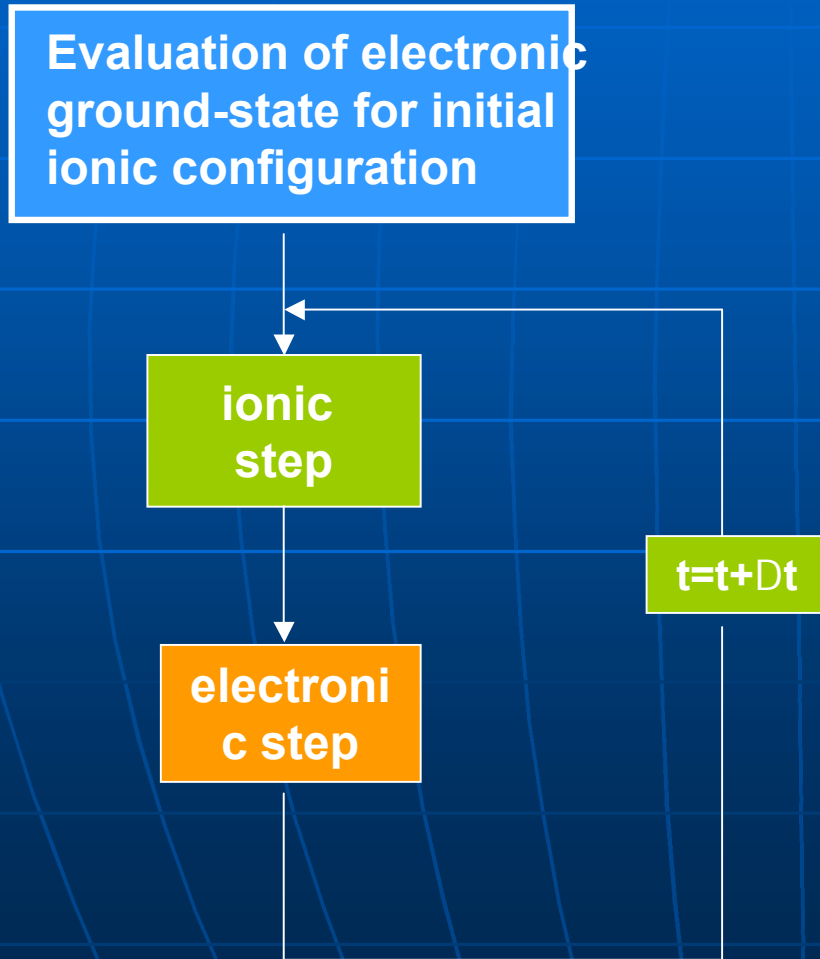 Evaluation of electronic
ground-state for initial
ionic configuration
ionic
step
t=t+Dt
electroni
c step